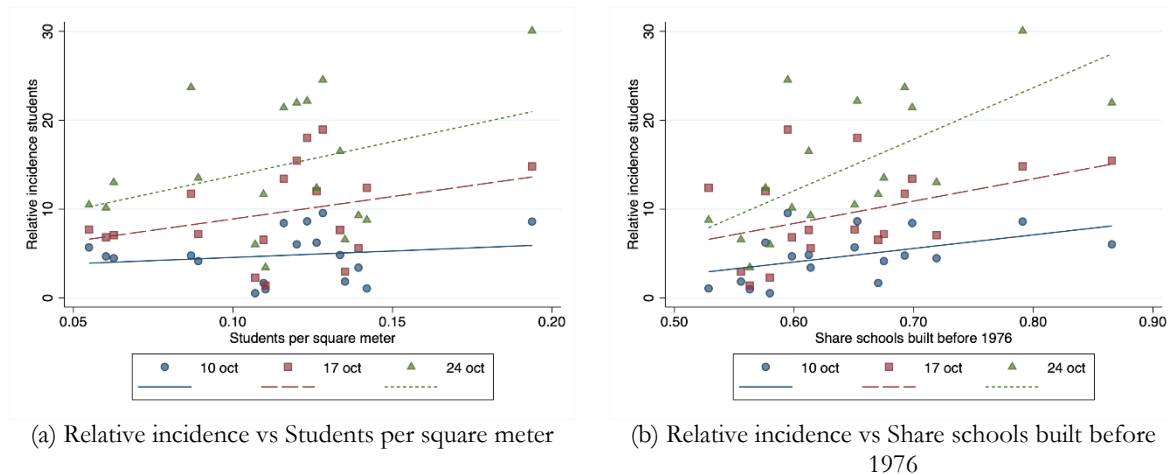 Relative incidence students
30
20
10
0
0.05 0.10 0.15 0.20
Students per square meter
10 oct 17 oct 24 oct
(a) Relative incidence vs Students per square meter
Relative incidence students
30
20
10
0
0.50 0.60 0.70 0.80 0.90
Share schools built before 1976
10 oct 17 oct 24 oct
(b) Relative incidence vs Share schools built before
1976